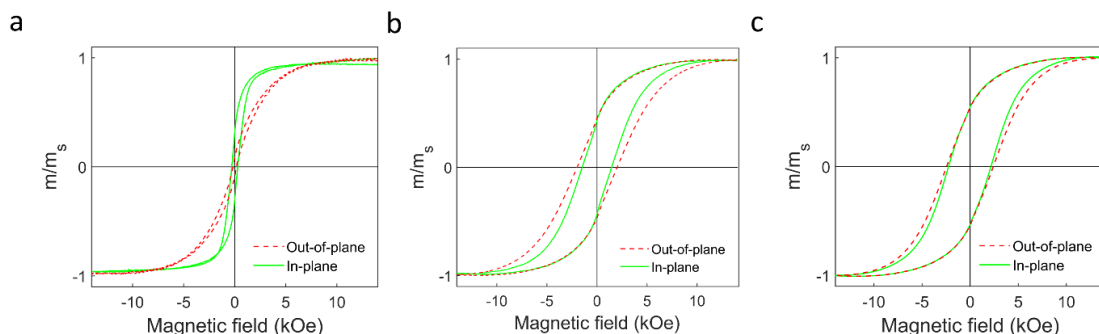 a
1
0
-1
m/ms
-10 -5 0 5 10
Magnetic field (kOe)
Out-of-plane
In-plane
b
1
0
-1
m/ms
-10 -5 0 5 10
Magnetic field (kOe)
Out-of-plane
In-plane
c
1
0
-1
m/ms
-10 -5 0 5 10
Magnetic field (kOe)
Out-of-plane
In-plane